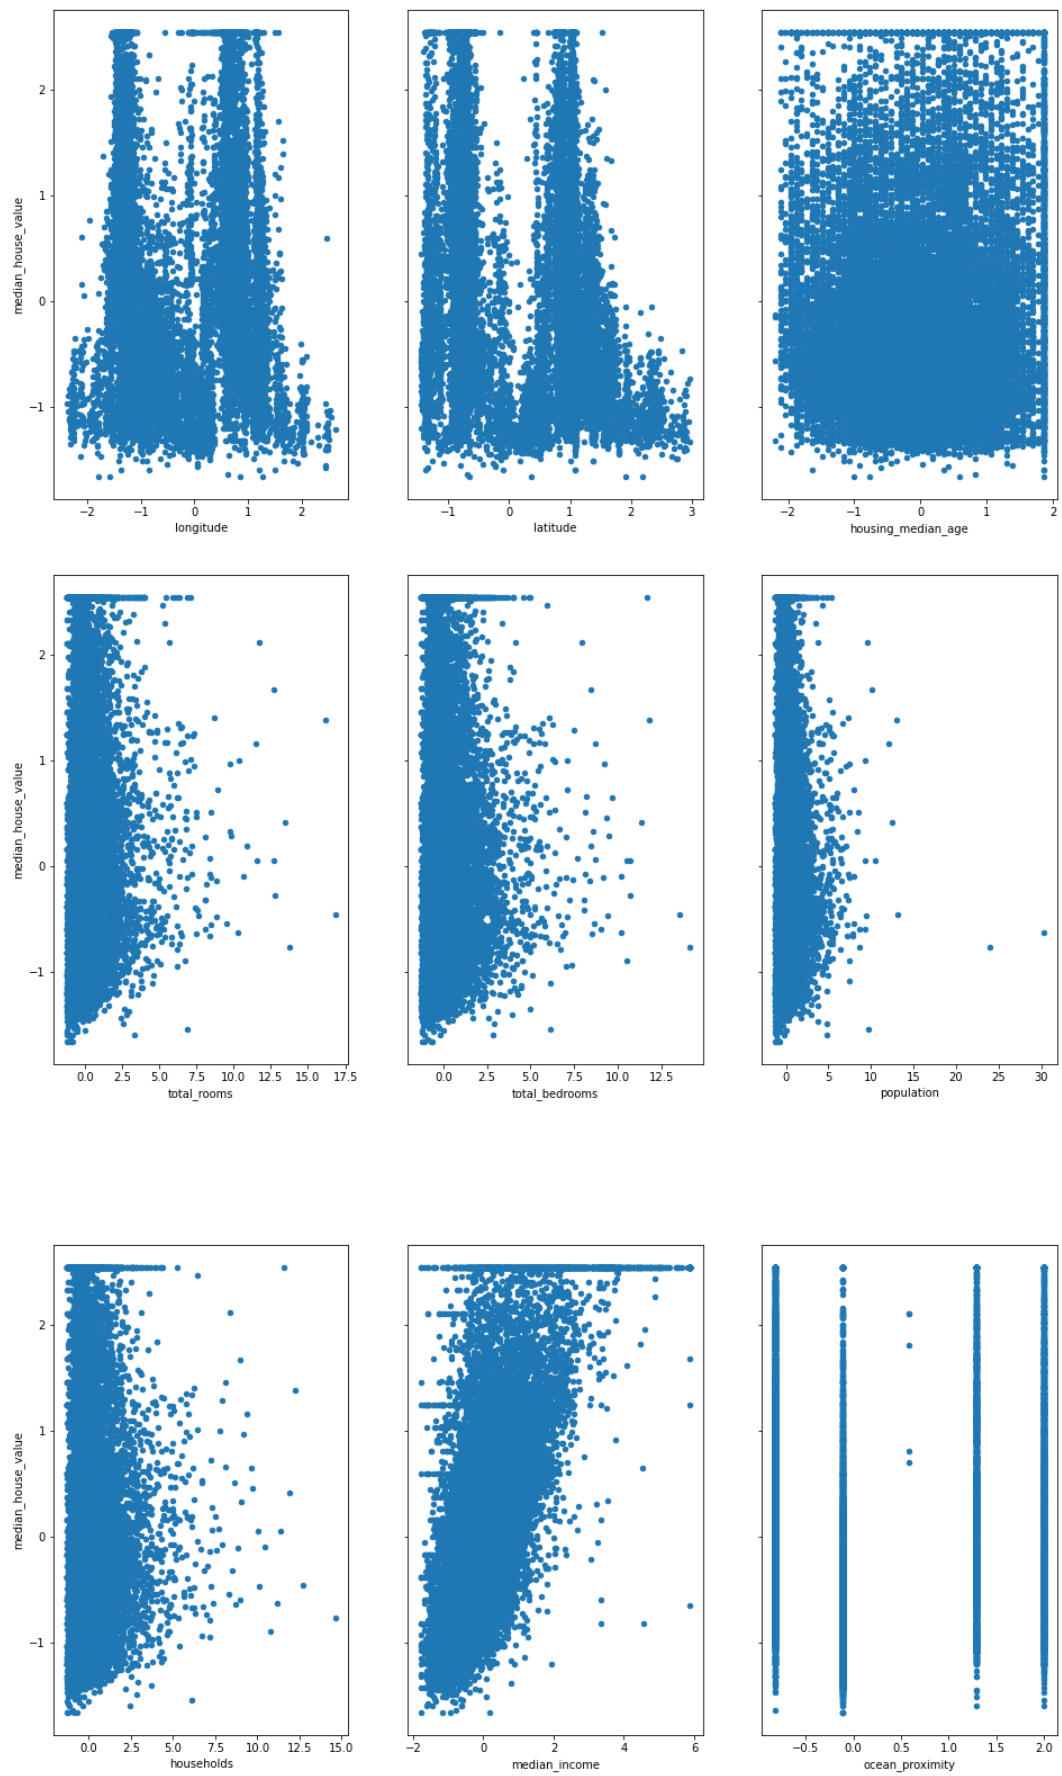 2
1
0
−1
median_house_value
−2 −1 0 1 2
longitude
−1 0 1 2 3
latitude
−2 −1 0 1 2
housing_median_age
2
1
0
−1
median_house_value
0.0 2.5 5.0 7.5 10.0 12.5 15.0 17.5
total_rooms
0.0 2.5 5.0 7.5 10.0 12.5
total_bedrooms
0 5 10 15 20 25 30
population
2
1
0
−1
median_house_value
0.0 2.5 5.0 7.5 10.0 12.5 15.0
households
−2 0 2 4 6
median_income
−0.5 0.0 0.5 1.0 1.5 2.0
ocean_proximity